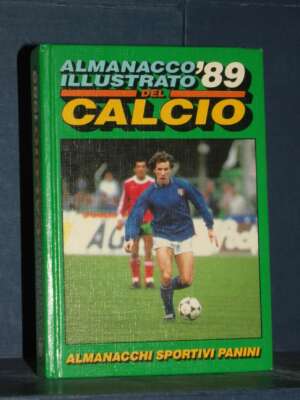 ALMANACCO '89
ILLUSTRATO
DEL
CALCIO
ALMANACCHI SPORTIVI PANINI